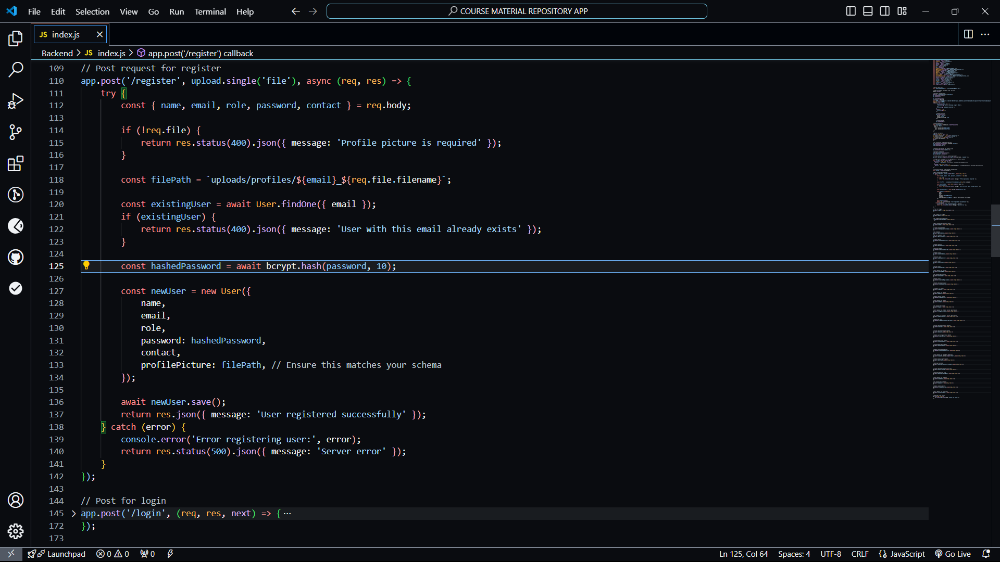 File Edit Selection View Go Run Terminal Help
COURSE MATERIAL REPOSITORY APP
JS index.js
Backend > JS index.js > app.post('/register') callback
109 // Post request for register
110 app.post('/register', upload.single('file'), async (req, res) => {
111 try {
112 const { name, email, role, password, contact } = req.body;
113
114 if (!req.file) {
115 return res.status(400).json({ message: 'Profile picture is required' });
116 }
117
118 const filePath = `uploads/profiles/${email}_${req.file.filename}`;
119
120 const existingUser = await User.findOne({ email });
121 if (existingUser) {
122 return res.status(400).json({ message: 'User with this email already exists' });
123 }
124
125 const hashedPassword = await bcrypt.hash(password, 10);
126
127 const newUser = new User({
128 name,
129 email,
130 role,
131 password: hashedPassword,
132 contact,
133 profilePicture: filePath, // Ensure this matches your schema
134 });
135
136 await newUser.save();
137 return res.json({ message: 'User registered successfully' });
138 } catch (error) {
139 console.error('Error registering user:', error);
140 return res.status(500).json({ message: 'Server error' });
141 }
142 });
143
144 // Post for login
145 app.post('/login', (req, res, next) => { ···
172 });
173
Launchpad 0 0 0 Ln 125, Col 64 Spaces: 4 UTF-8 CRLF {} JavaScript Go Live